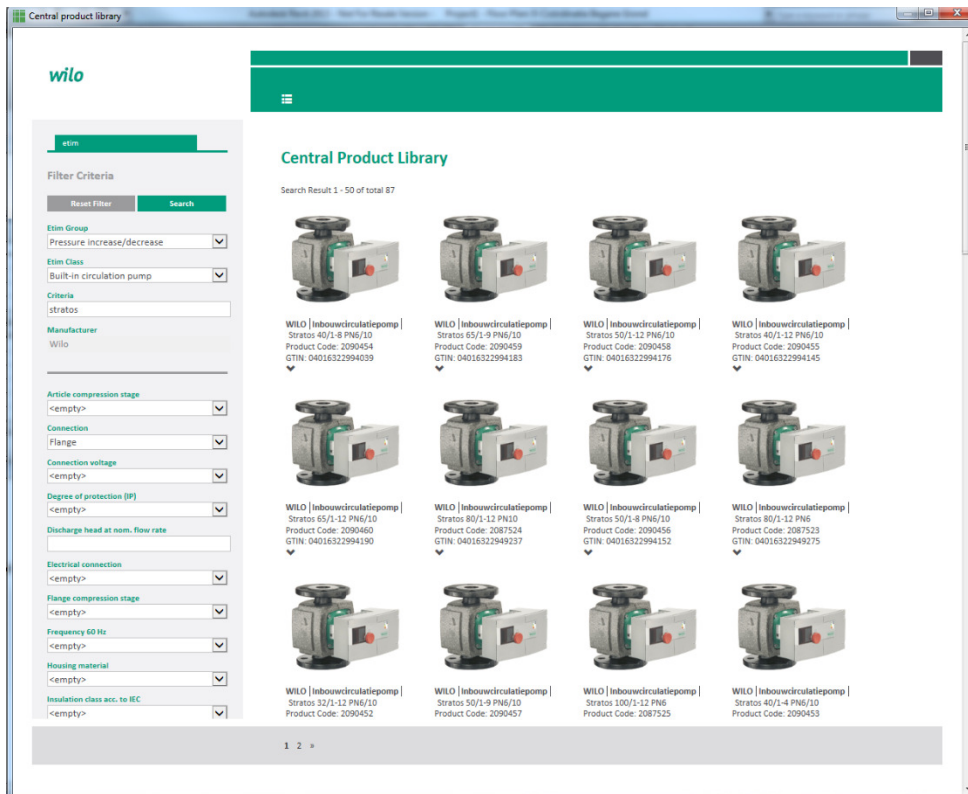 Central product library
wilo
etim
Filter Criteria
Reset Filter
Search
Etim Group
Pressure increase/decrease
Etim Class
Built-in circulation pump
Criteria
stratos
Manufacturer
Wilo
Article compression stage
<empty>
Connection
Flange
Connection voltage
<empty>
Degree of protection (IP)
<empty>
Discharge head at nom. flow rate
Electrical connection
<empty>
Flange compression stage
<empty>
Frequency 60 Hz
<empty>
Housing material
<empty>
Insulation class acc. to IEC
<empty>
Central Product Library
Search Result 1 - 50 of total 87
WILO | Inbouwcirculatiepomp |
Stratos 40/1-8 PN6/10
Product Code: 2090454
GTIN: 04016322994039
WILO | Inbouwcirculatiepomp |
Stratos 65/1-9 PN6/10
Product Code: 2090459
GTIN: 04016322994183
WILO | Inbouwcirculatiepomp |
Stratos 50/1-12 PN6/10
Product Code: 2090458
GTIN: 04016322994176
WILO | Inbouwcirculatiepomp |
Stratos 40/1-12 PN6/10
Product Code: 2090455
GTIN: 04016322994145
WILO | Inbouwcirculatiepomp |
Stratos 65/1-12 PN6/10
Product Code: 2090460
GTIN: 04016322994190
WILO | Inbouwcirculatiepomp |
Stratos 80/1-12 PN10
Product Code: 2087524
GTIN: 04016322949237
WILO | Inbouwcirculatiepomp |
Stratos 50/1-8 PN6/10
Product Code: 2090456
GTIN: 04016322994152
WILO | Inbouwcirculatiepomp |
Stratos 80/1-12 PN6
Product Code: 2087523
GTIN: 04016322949275
WILO | Inbouwcirculatiepomp |
Stratos 32/1-12 PN6/10
Product Code: 2090452
WILO | Inbouwcirculatiepomp |
Stratos 50/1-9 PN6/10
Product Code: 2090457
WILO | Inbouwcirculatiepomp |
Stratos 100/1-12 PN6
Product Code: 2087525
WILO | Inbouwcirculatiepomp |
Stratos 40/1-4 PN6/10
Product Code: 2090453
1 2 »